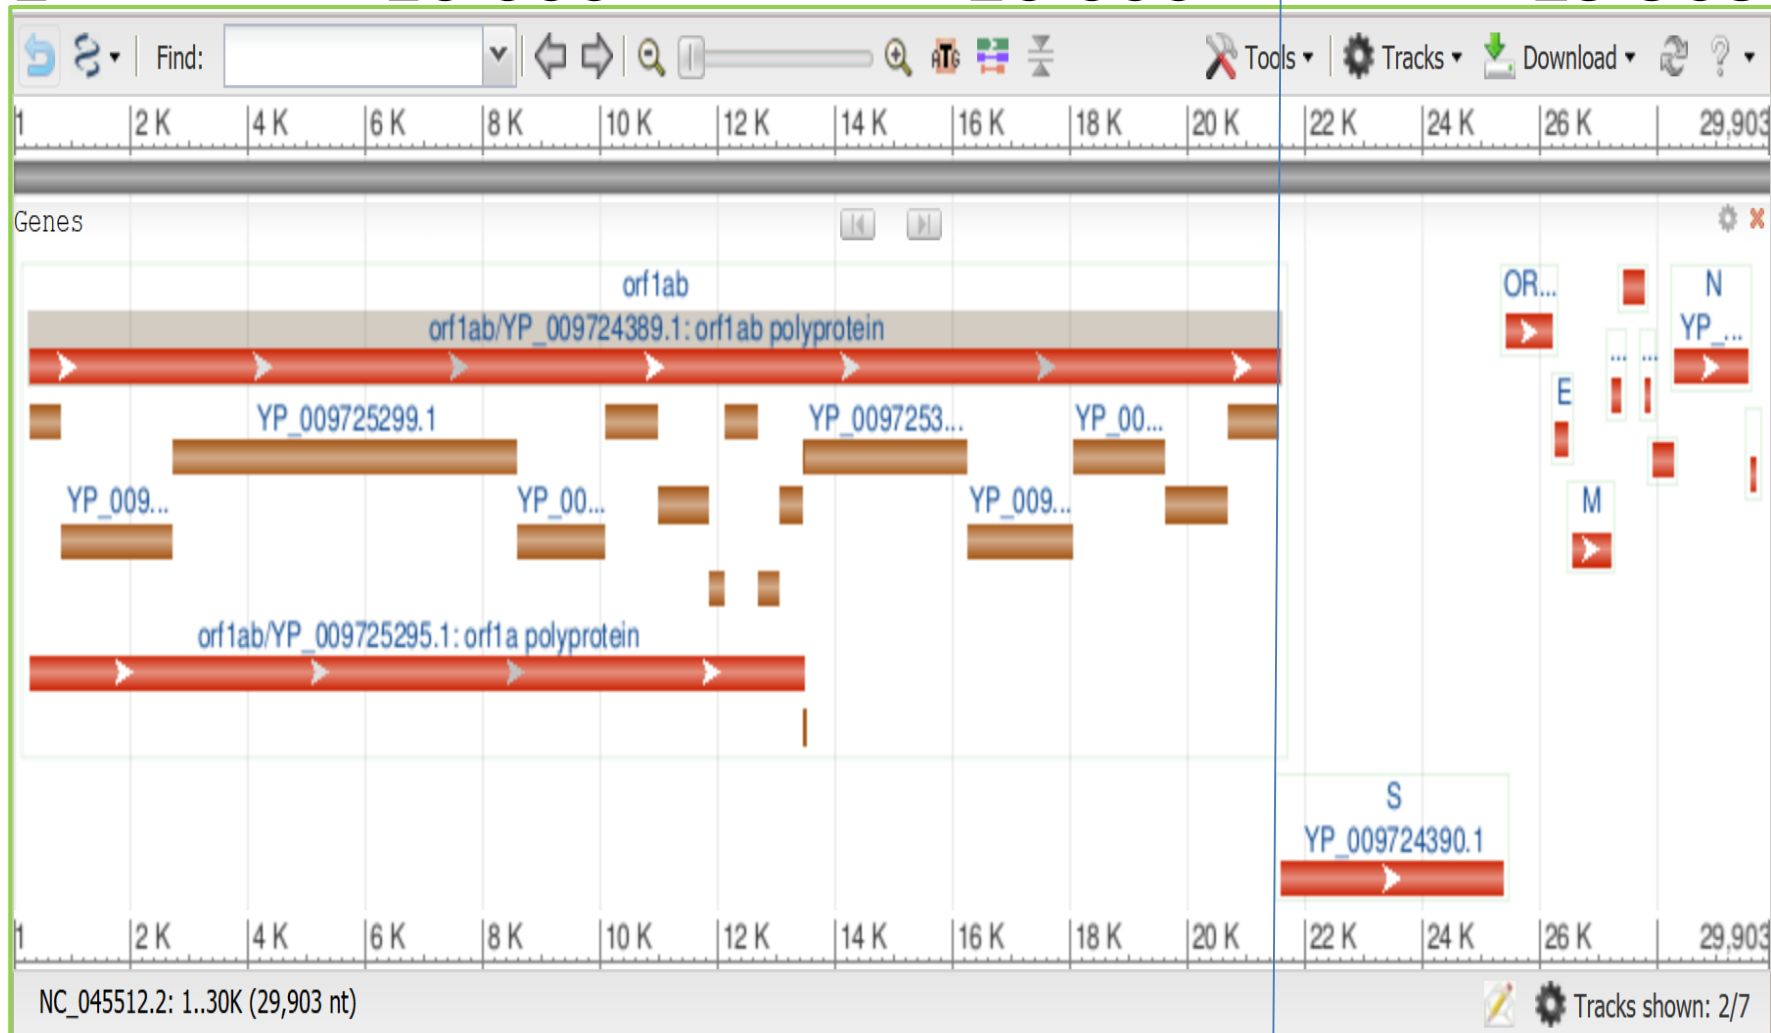 Find:
Tools
Tracks
Download
?
1 2 K 4 K 6 K 8 K 10 K 12 K 14 K 16 K 18 K 20 K 22 K 24 K 26 K 29,903
Genes
orf1ab
orf1ab/YP_009724389.1: orf1ab polyprotein
OR...
N
YP_...
... ...
E
YP_009725299.1
YP_0097253...
YP_00...
YP_009...
YP_00...
YP_009...
M
orf1ab/YP_009725295.1: orf1a polyprotein
S
YP_009724390.1
1 2 K 4 K 6 K 8 K 10 K 12 K 14 K 16 K 18 K 20 K 22 K 24 K 26 K 29,903
NC_045512.2: 1..30K (29,903 nt)
Tracks shown: 2/7